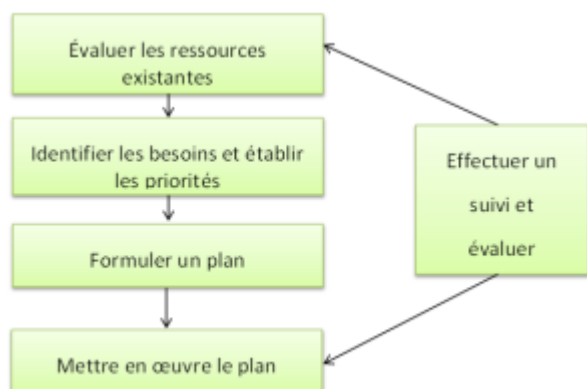 Évaluer les ressources
existantes
Identifier les besoins et établir
les priorités
Formuler un plan
Mettre en œuvre le plan
Effectuer un
suivi et
évaluer